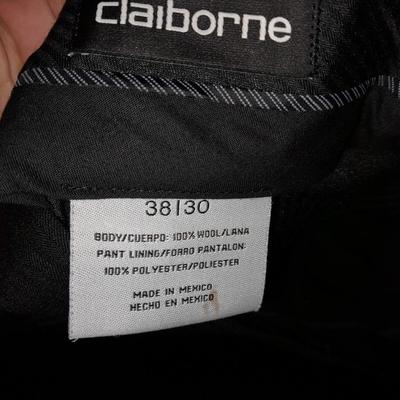 claiborne
38|30
BODY/CUERPO: 100% WOOL/LANA
PANT LINING/FORRO PANTALON:
100% POLYESTER/POLIESTER
MADE IN MEXICO
HECHO EN MEXICO